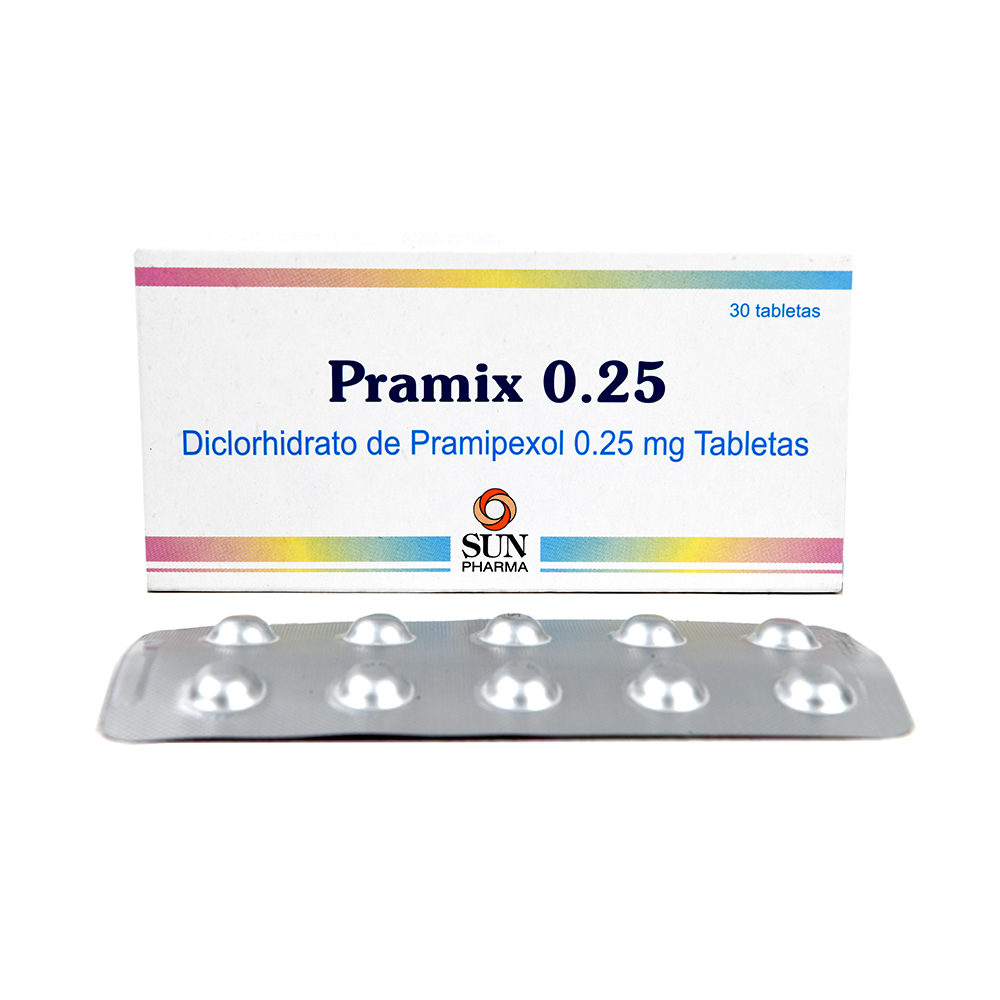 30 tabletas
Pramix 0.25
Diclorhidrato de Pramipexol 0.25 mg Tabletas
SUN
PHARMA